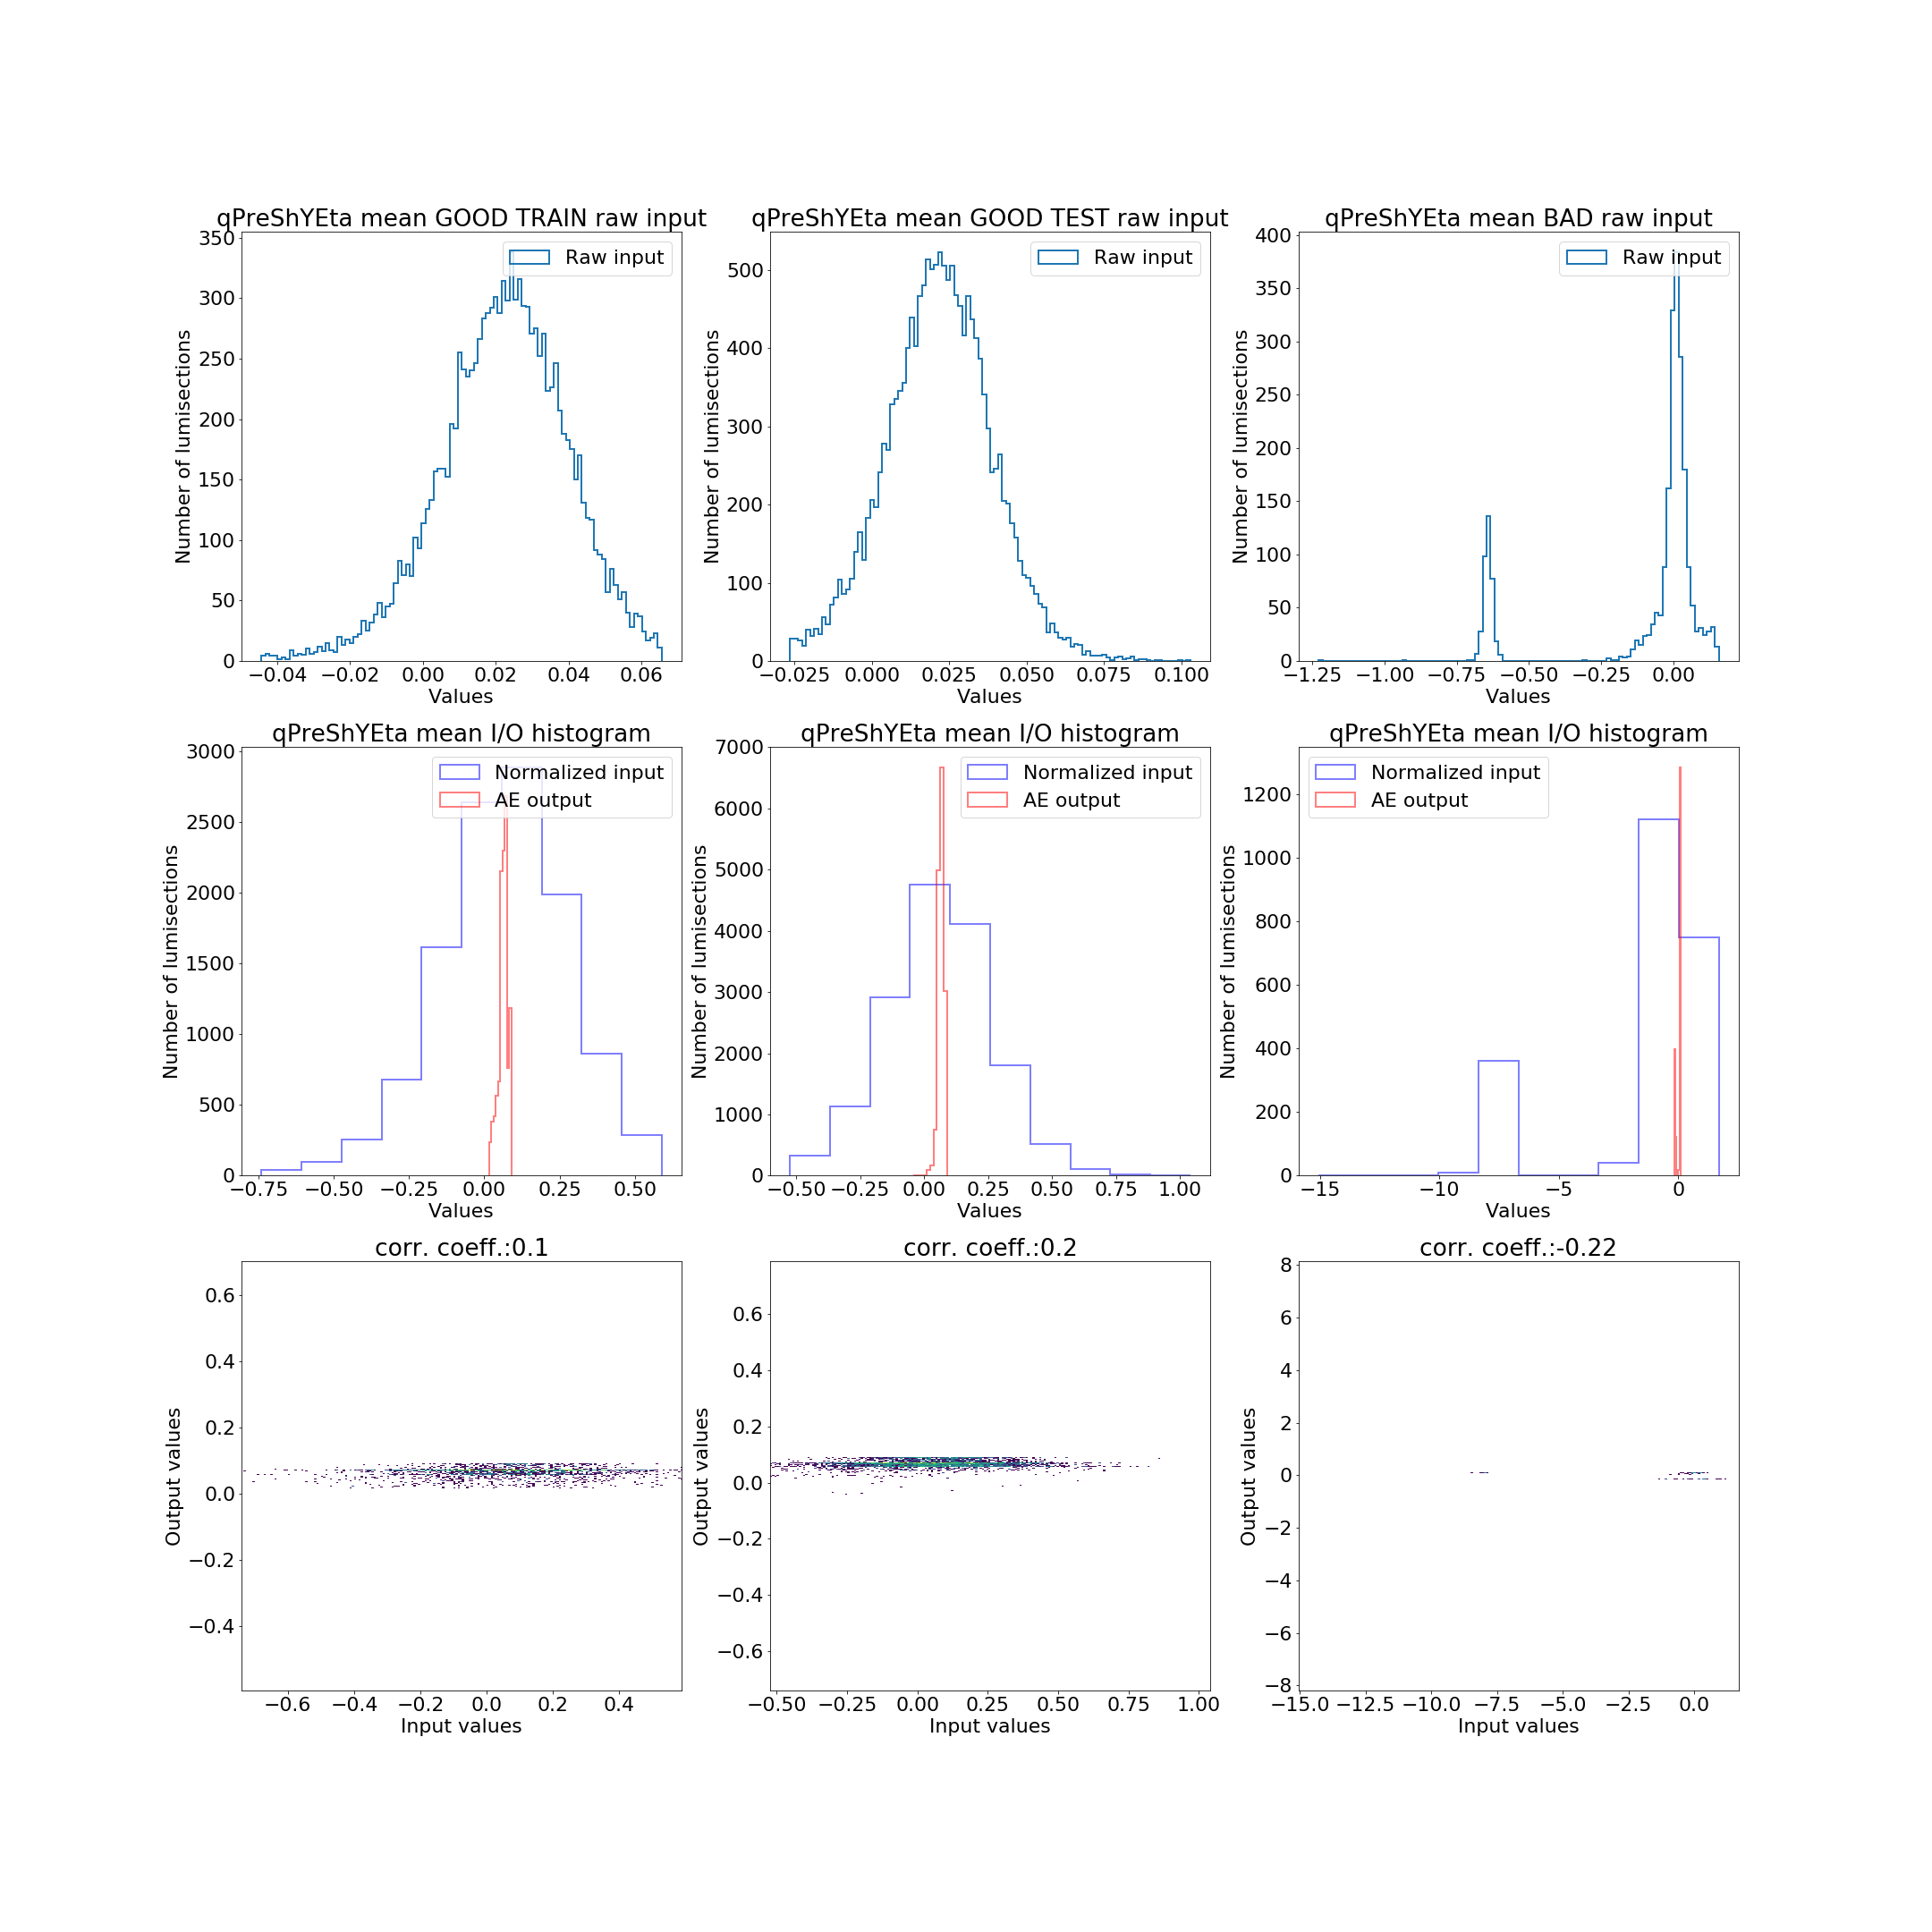 qPreShYEta mean GOOD TRAIN raw input
Raw input
Number of lumisections
350
300
250
200
150
100
50
0
−0.04 −0.02 0.00 0.02 0.04 0.06
Values
qPreShYEta mean GOOD TEST raw input
Raw input
Number of lumisections
500
400
300
200
100
0
−0.025 0.000 0.025 0.050 0.075 0.100
Values
qPreShYEta mean BAD raw input
Raw input
Number of lumisections
400
350
300
250
200
150
100
50
0
−1.25 −1.00 −0.75 −0.50 −0.25 0.00
Values
qPreShYEta mean I/O histogram
Normalized input
AE output
Number of lumisections
3000
2500
2000
1500
1000
500
0
−0.75 −0.50 −0.25 0.00 0.25 0.50
Values
qPreShYEta mean I/O histogram
Normalized input
AE output
Number of lumisections
7000
6000
5000
4000
3000
2000
1000
0
−0.50 −0.25 0.00 0.25 0.50 0.75 1.00
Values
qPreShYEta mean I/O histogram
Normalized input
AE output
Number of lumisections
1200
1000
800
600
400
200
0
−15 −10 −5 0
Values
corr. coeff.:0.1
Output values
0.6
0.4
0.2
0.0
−0.2
−0.4
−0.6 −0.4 −0.2 0.0 0.2 0.4
Input values
corr. coeff.:0.2
Output values
0.6
0.4
0.2
0.0
−0.2
−0.4
−0.6
−0.50 −0.25 0.00 0.25 0.50 0.75 1.00
Input values
corr. coeff.:-0.22
Output values
8
6
4
2
0
−2
−4
−6
−8
−15.0 −12.5 −10.0 −7.5 −5.0 −2.5 0.0
Input values